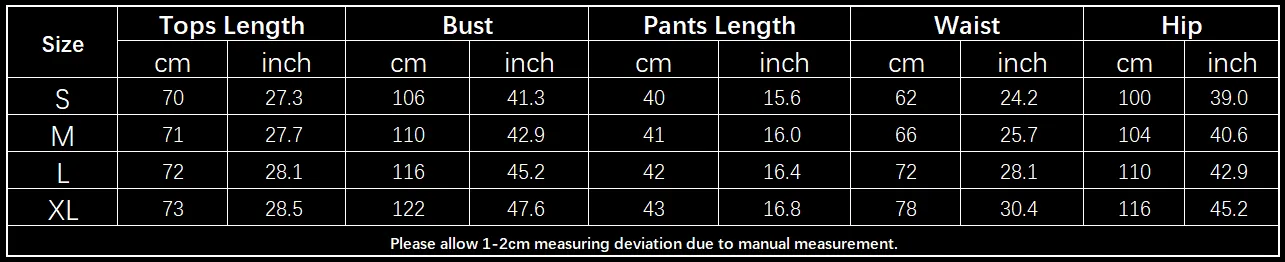 Size Tops Length Bust Pants Length Waist Hip
cm inch cm inch cm inch cm inch cm inch
S 70 27.3 106 41.3 40 15.6 62 24.2 100 39.0
M 71 27.7 110 42.9 41 16.0 66 25.7 104 40.6
L 72 28.1 116 45.2 42 16.4 72 28.1 110 42.9
XL 73 28.5 122 47.6 43 16.8 78 30.4 116 45.2
Please allow 1-2cm measuring deviation due to manual measurement.